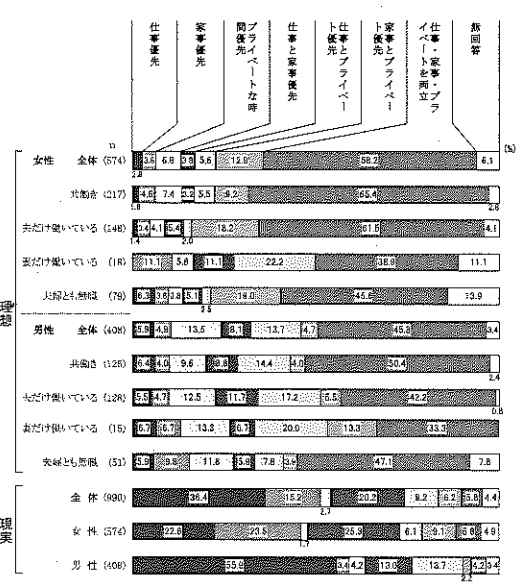 仕事優先
家事優先
プライベートな時間優先
仕事と家事優先
仕事とプライベート優先
家事とプライベート優先
仕事・家事・プライベートを両立
無回答
n
(%)
理想
女性 全体 (574) 2.8 3.6 6.8 3.8 5.6 12.9 58.2 6.1
共働き (217) 4.6 7.4 3.2 5.5 9.2 65.4 2.8
夫だけ働いている (148) 1.4 3.4 4.1 5.4 2.0 18.2 61.5 4.1
妻だけ働いている (18) 11.1 5.6 11.1 22.2 38.9 11.1
夫婦とも無職 (79) 6.3 3.8 3.8 5.1 2.5 19.0 45.6 13.9
男性 全体 (408) 5.9 4.9 13.5 8.1 13.7 4.7 45.8 3.4
共働き (125) 6.4 4.0 9.6 8.8 14.4 4.0 50.4 2.4
夫だけ働いている (128) 5.5 4.7 12.5 11.7 17.2 5.5 42.2 0.8
妻だけ働いている (15) 6.7 6.7 13.3 6.7 20.0 13.3 33.3
夫婦とも無職 (51) 5.9 9.8 11.8 5.9 7.8 3.9 47.1 7.8
現実
全体 (990) 36.4 15.2 2.7 20.2 9.2 6.2 5.8 4.4
女性 (574) 22.6 23.5 1.7 25.3 6.1 9.1 6.8 4.9
男性 (408) 55.9 3.4 4.2 13.0 13.7 2.2 4.2 3.4